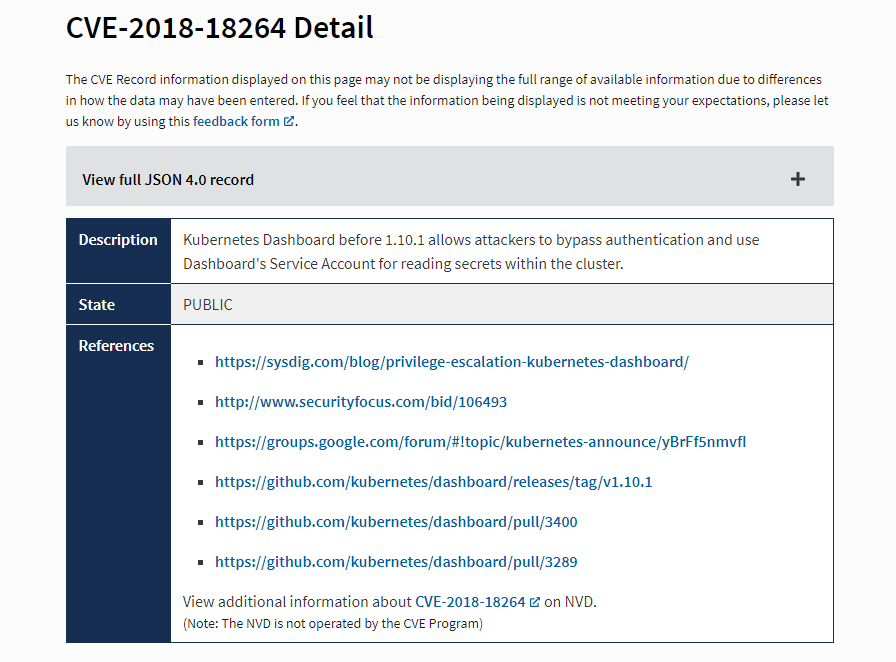 CVE-2018-18264 Detail
The CVE Record information displayed on this page may not be displaying the full range of available information due to differences
in how the data may have been entered. If you feel that the information being displayed is not meeting your expectations, please let
us know by using this feedback form.
View full JSON 4.0 record
Description
Kubernetes Dashboard before 1.10.1 allows attackers to bypass authentication and use
Dashboard's Service Account for reading secrets within the cluster.
State
PUBLIC
References
https://sysdig.com/blog/privilege-escalation-kubernetes-dashboard/
http://www.securityfocus.com/bid/106493
https://groups.google.com/forum/#!topic/kubernetes-announce/yBrFf5nmvfI
https://github.com/kubernetes/dashboard/releases/tag/v1.10.1
https://github.com/kubernetes/dashboard/pull/3400
https://github.com/kubernetes/dashboard/pull/3289
View additional information about CVE-2018-18264 on NVD.
(Note: The NVD is not operated by the CVE Program)